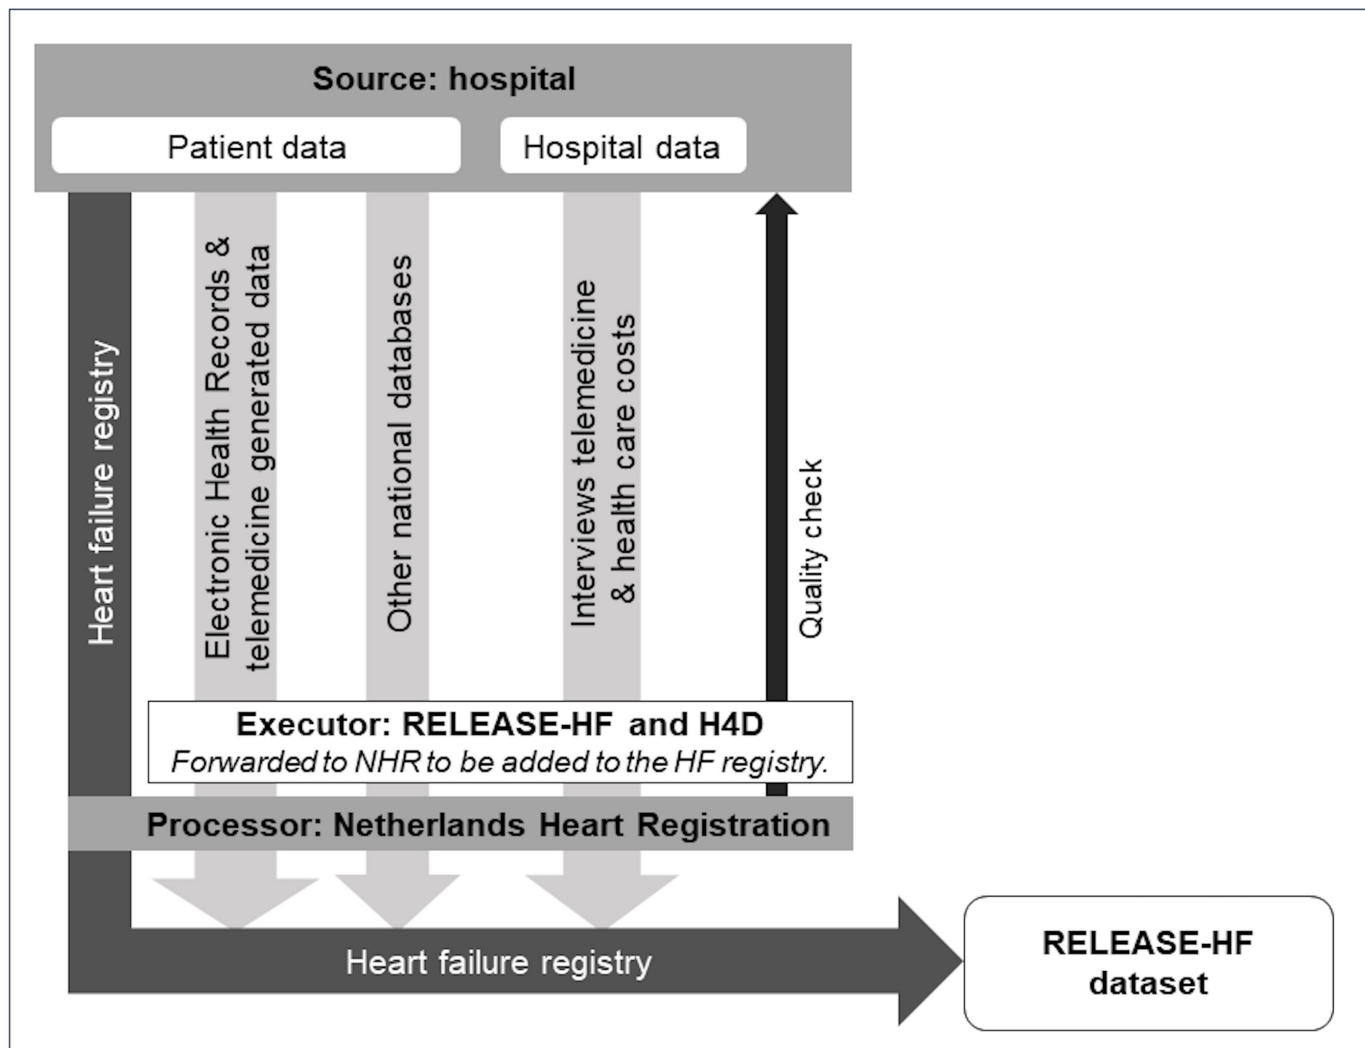 Source: hospital
Patient data
Hospital data
Heart failure registry
Electronic Health Records &
telemedicine generated data
Other national databases
Interviews telemedicine
& health care costs
Quality check
Executor: RELEASE-HF and H4D
Forwarded to NHR to be added to the HF registry.
Processor: Netherlands Heart Registration
Heart failure registry
RELEASE-HF
dataset